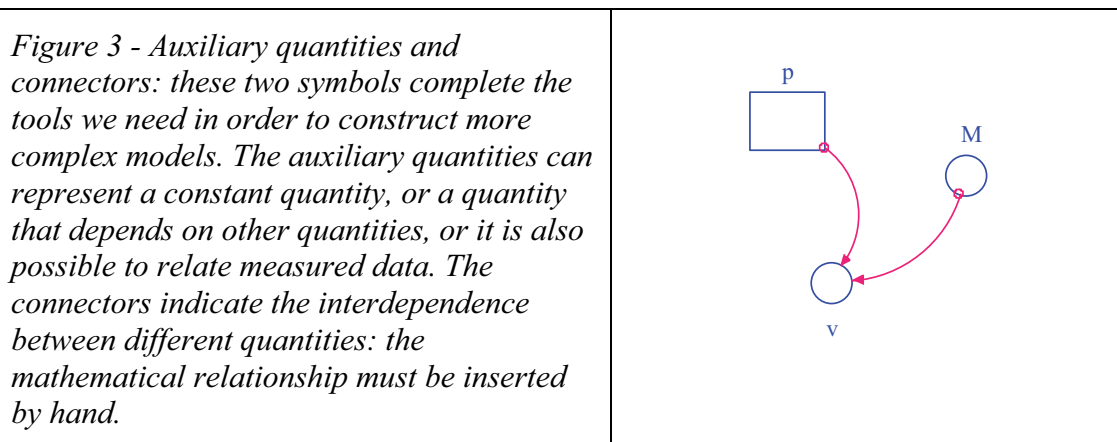 Figure 3 - Auxiliary quantities and
connectors: these two symbols complete the
tools we need in order to construct more
complex models. The auxiliary quantities can
represent a constant quantity, or a quantity
that depends on other quantities, or it is also
possible to relate measured data. The
connectors indicate the interdependence
between different quantities: the
mathematical relationship must be inserted
by hand.
p
M
v